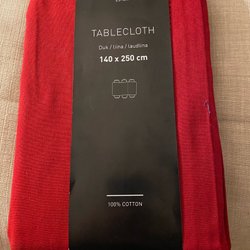 TABLECLOTH
Duk / liina / laudlina
140 x 250 cm
100% COTTON